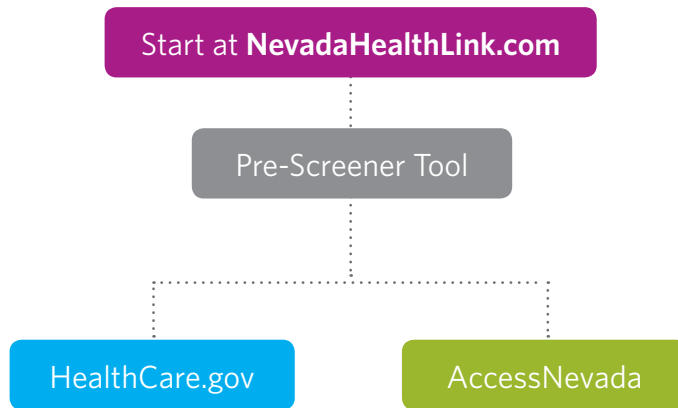 Start at NevadaHealthLink.com
Pre-Screener Tool
HealthCare.gov
AccessNevada